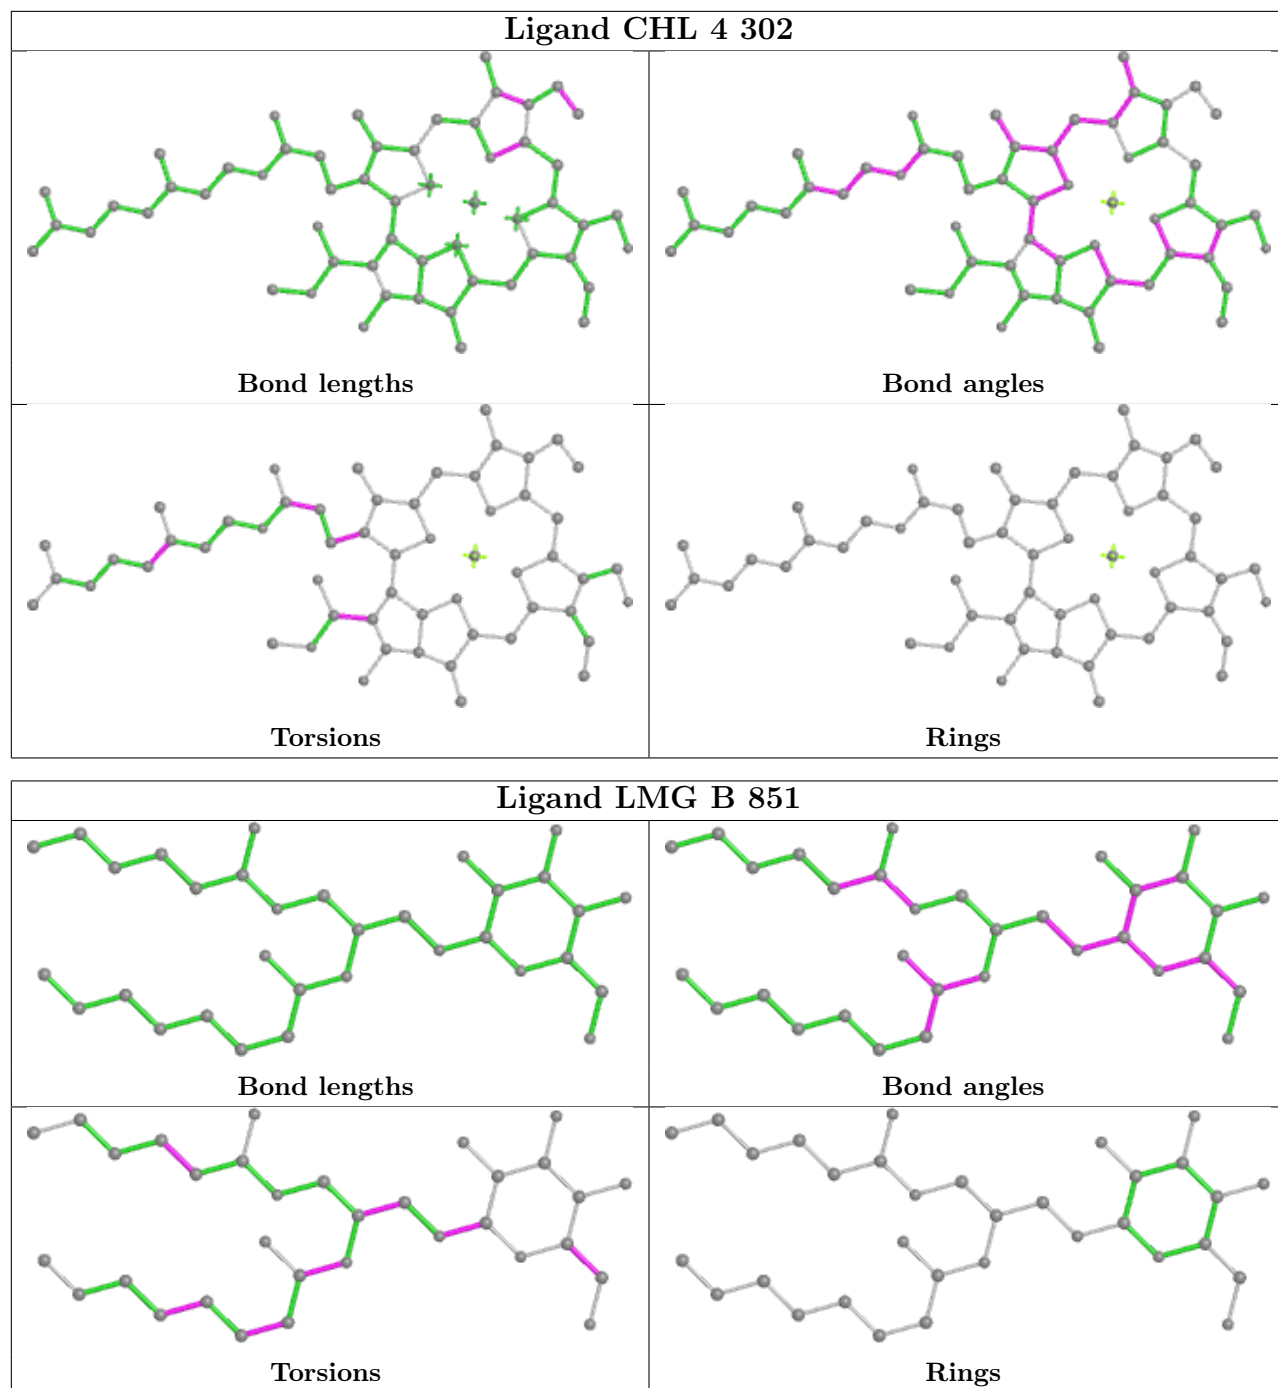 Ligand CHL 4 302
Bond lengths
Bond angles
Torsions
Rings
Ligand LMG B 851
Bond lengths
Bond angles
Torsions
Rings